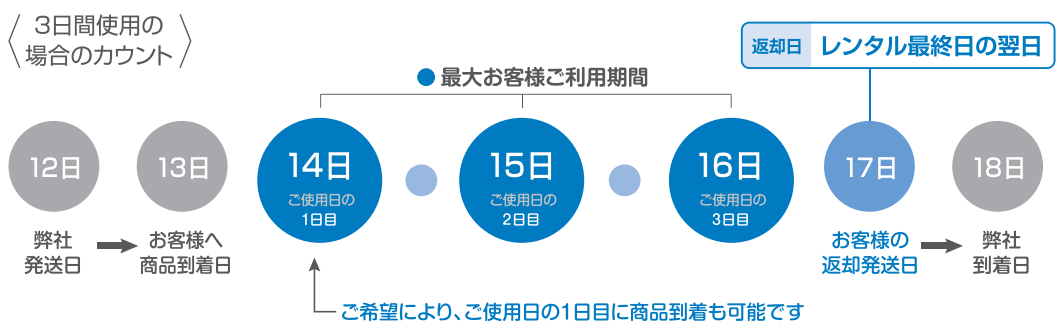 3日間使用の
場合のカウント
返却日 レンタル最終日の翌日
最大お客様ご利用期間
12日
13日
14日
ご使用日の
1日目
15日
ご使用日の
2日目
16日
ご使用日の
3日目
17日
18日
弊社
発送日
お客様へ
商品到着日
お客様の
返却発送日
弊社
到着日
ご希望により、ご使用日の1日目に商品到着も可能です